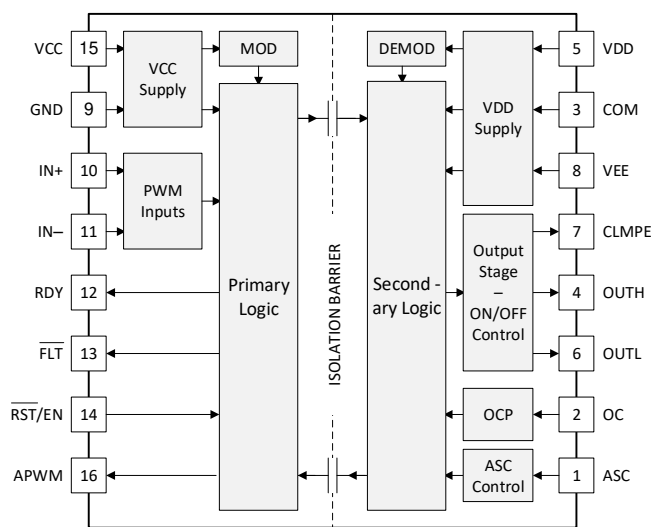 VCC
15
VCC
Supply
MOD
DEMOD
VDD
Supply
5
VDD
GND
9
3
COM
IN+
10
PWM
Inputs
8
VEE
IN–
11
7
CLMPE
Output
Stage
–
ON/OFF
Control
RDY
12
Primary
Logic
ISOLATION BARRIER
Second -
ary Logic
4
OUTH
FLT
13
6
OUTL
RST/EN
14
OCP
2
OC
APWM
16
ASC
Control
1
ASC